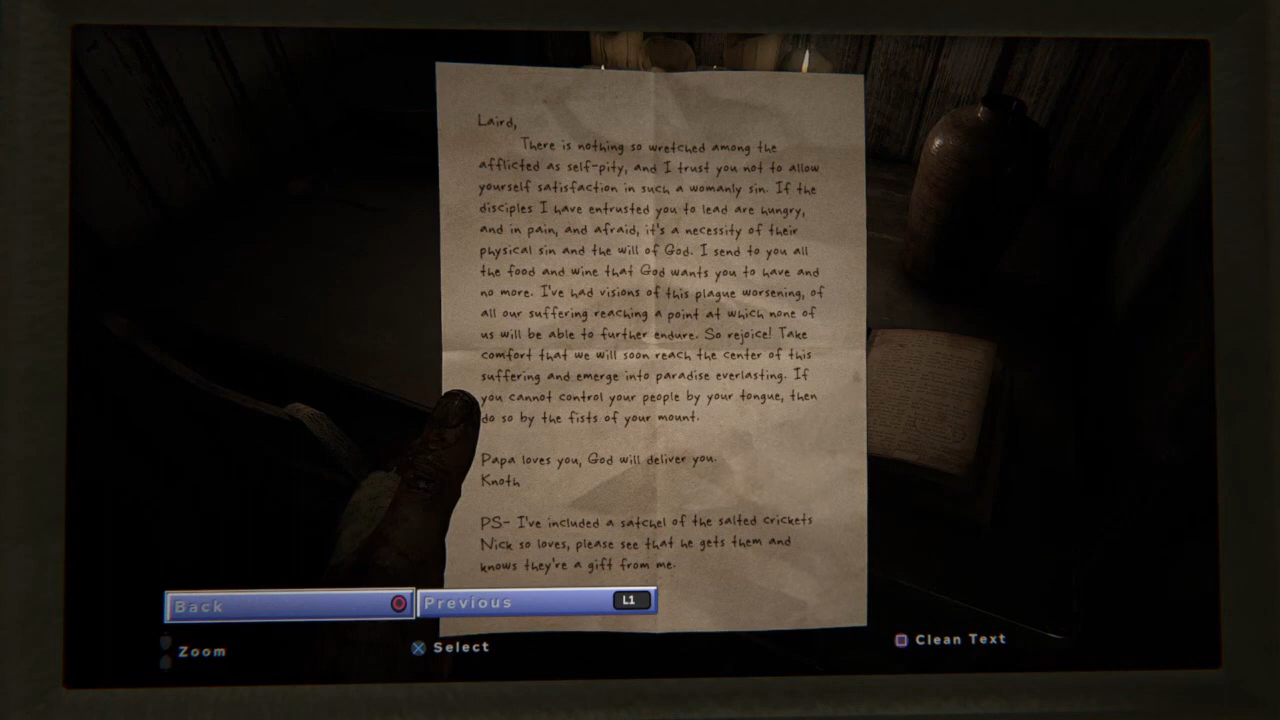 Laird,
There is nothing so wretched among the
afflicted as self-pity, and I trust you not to allow
yourself satisfaction in such a womanly sin. If the
disciples I have entrusted you to lead are hungry,
and in pain, and afraid, it's a necessity of their
physical sin and the will of God. I send to you all
the food and wine that God wants you to have and
no more. I've had visions of this plague worsening, of
all our suffering reaching a point at which none of
us will be able to further endure. So rejoice! Take
comfort that we will soon reach the center of this
suffering and emerge into paradise everlasting. If
you cannot control your people by your tongue, then
do so by the fists of your mount.
Papa loves you, God will deliver you.
Knoth
PS- I've included a satchel of the salted crickets
Nick so loves, please see that he gets them and
knows they're a gift from me.
Back
Previous L1
Zoom
Select
Clean Text